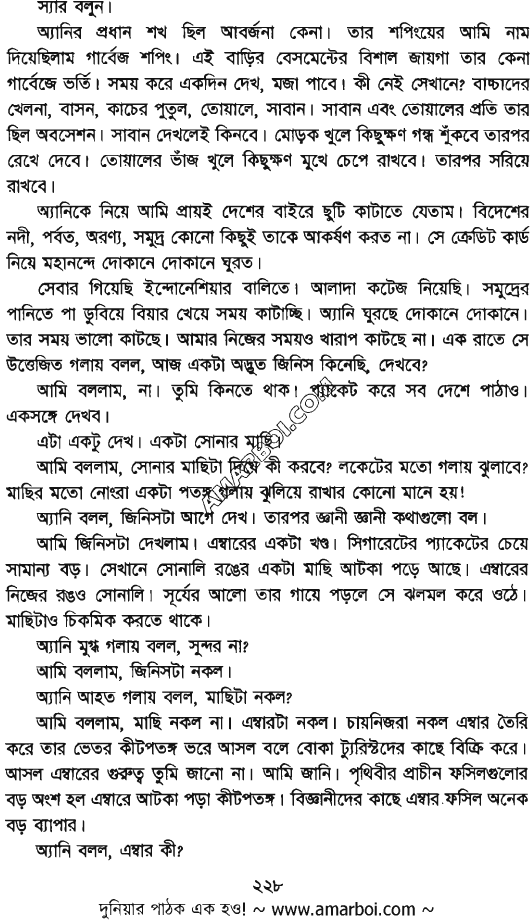 স্যার বলুন।
অ্যানির প্রধান শখ ছিল আবর্জনা কেনা। তার শপিংয়ের আমি নাম
দিয়েছিলাম গার্বেজ শপিং। এই বাড়ির বেসমেন্টের বিশাল জায়গা তার কেনা
গার্বেজে ভর্তি। সময় করে একদিন দেখ, মজা পাবে। কী নেই সেখানে? বাচ্চাদের
খেলনা, বাসন, কাচের পুতুল, তোয়ালে, সাবান। সাবান এবং তোয়ালের প্রতি তার
ছিল অবসেশন। সাবান দেখলেই কিনবে। মোড়ক খুলে কিছুক্ষণ গন্ধ শুঁকবে তারপর
রেখে দেবে। তোয়ালের ভাঁজ খুলে কিছুক্ষণ মুখে চেপে রাখবে। তারপর সরিয়ে
রাখবে।
অ্যানিকে নিয়ে আমি প্রায়ই দেশের বাইরে ছুটি কাটাতে যেতাম। বিদেশের
নদী, পর্বত, অরণ্য, সমুদ্র কোনো কিছুই তাকে আকর্ষণ করত না। সে ক্রেডিট কার্ড
নিয়ে মহানন্দে দোকানে দোকানে ঘুরত।
সেবার গিয়েছি ইন্দোনেশিয়ার বালিতে। আলাদা কটেজ নিয়েছি। সমুদ্রের
পানিতে পা ডুবিয়ে বিয়ার খেয়ে সময় কাটাচ্ছি। অ্যানি ঘুরছে দোকানে দোকানে।
তার সময় ভালো কাটছে। আমার নিজের সময়ও খারাপ কাটছে না। এক রাতে সে
উত্তেজিত গলায় বলল, আজ একটা অদ্ভুত জিনিস কিনেছি, দেখবে?
আমি বললাম, না। তুমি কিনতে থাক। প্যাকেট করে সব দেশে পাঠাও।
একসঙ্গে দেখব।
এটা একটু দেখ। একটা সোনার মাছি।
আমি বললাম, সোনার মাছিটা দিয়ে কী করবে? লকেটের মতো গলায় ঝুলাবে?
মাছির মতো নোংরা একটা পতঙ্গ গলায় ঝুলিয়ে রাখার কোনো মানে হয়!
অ্যানি বলল, জিনিসটা আগে দেখ। তারপর জ্ঞানী জ্ঞানী কথাগুলো বল।
আমি জিনিসটা দেখলাম। এম্বারের একটা খণ্ড। সিগারেটের প্যাকেটের চেয়ে
সামান্য বড়। সেখানে সোনালি রঙের একটা মাছি আটকা পড়ে আছে। এম্বারের
নিজের রঙও সোনালি। সূর্যের আলো তার গায়ে পড়লে সে ঝলমল করে ওঠে।
মাছিটাও চিকমিক করতে থাকে।
অ্যানি মুগ্ধ গলায় বলল, সুন্দর না?
আমি বললাম, জিনিসটা নকল।
অ্যানি আহত গলায় বলল, মাছিটা নকল?
আমি বললাম, মাছি নকল না। এম্বারটা নকল। চায়নিজরা নকল এম্বার তৈরি
করে তার ভেতর কীটপতঙ্গ ভরে আসল বলে বোকা ট্যুরিস্টদের কাছে বিক্রি করে।
আসল এম্বারের গুরুত্ব তুমি জানো না। আমি জানি। পৃথিবীর প্রাচীন ফসিলগুলোর
বড় অংশ হল এম্বারে আটকা পড়া কীটপতঙ্গ। বিজ্ঞানীদের কাছে এম্বার ফসিল অনেক
বড় ব্যাপার।
অ্যানি বলল, এম্বার কী?
AMARBOI.COM
২২৮
দুনিয়ার পাঠক এক হও! ~ www.amarboi.com ~